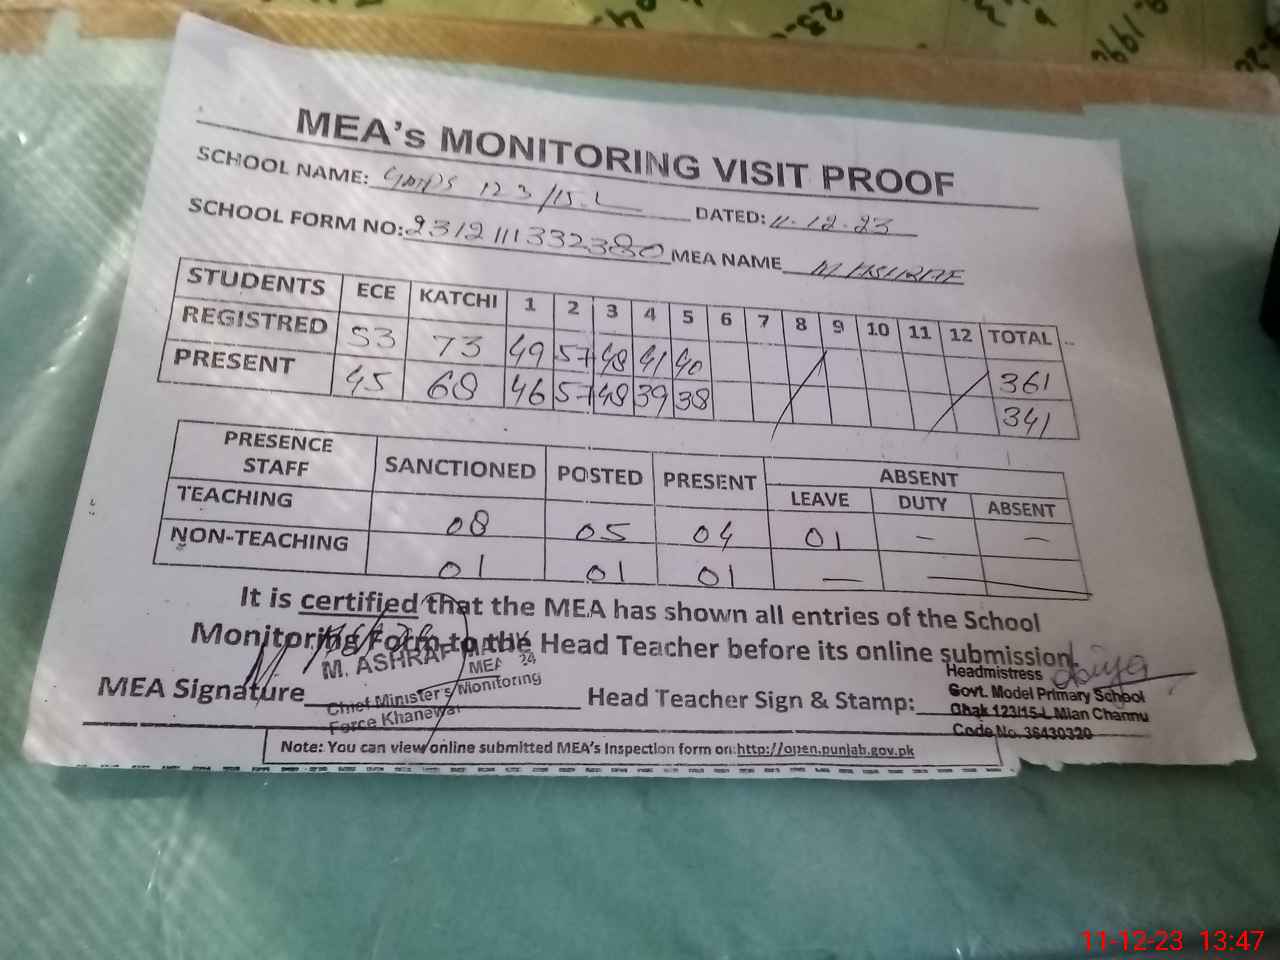 MEA's MONITORING VISIT PROOF
SCHOOL NAME: GMPS 123/15.L DATED: 11.12.23
SCHOOL FORM NO: 2312111332380 MEA NAME M ASHRAF
STUDENTS ECE KATCHI 1 2 3 4 5 6 7 8 9 10 11 12 TOTAL
REGISTRED 53 73 49 57 48 41 40 361
PRESENT 45 68 46 57 48 39 38 341
PRESENCE STAFF SANCTIONED POSTED PRESENT ABSENT
LEAVE DUTY ABSENT
TEACHING 08 05 04 01 — —
NON-TEACHING 01 01 01 — —
It is certified that the MEA has shown all entries of the School
Monitoring Form to the Head Teacher before its online submission.
M. ASHRAF MALIK
MEA 24
Chief Minister's Monitoring
Force Khanewal
MEA Signature Head Teacher Sign & Stamp:
Headmistress
Govt. Model Primary School
Chak 123/15-L Mian Channu
Code No. 36430320
Note: You can view online submitted MEA's Inspection form on: http://open.punjab.gov.pk
11-12-23 13:47